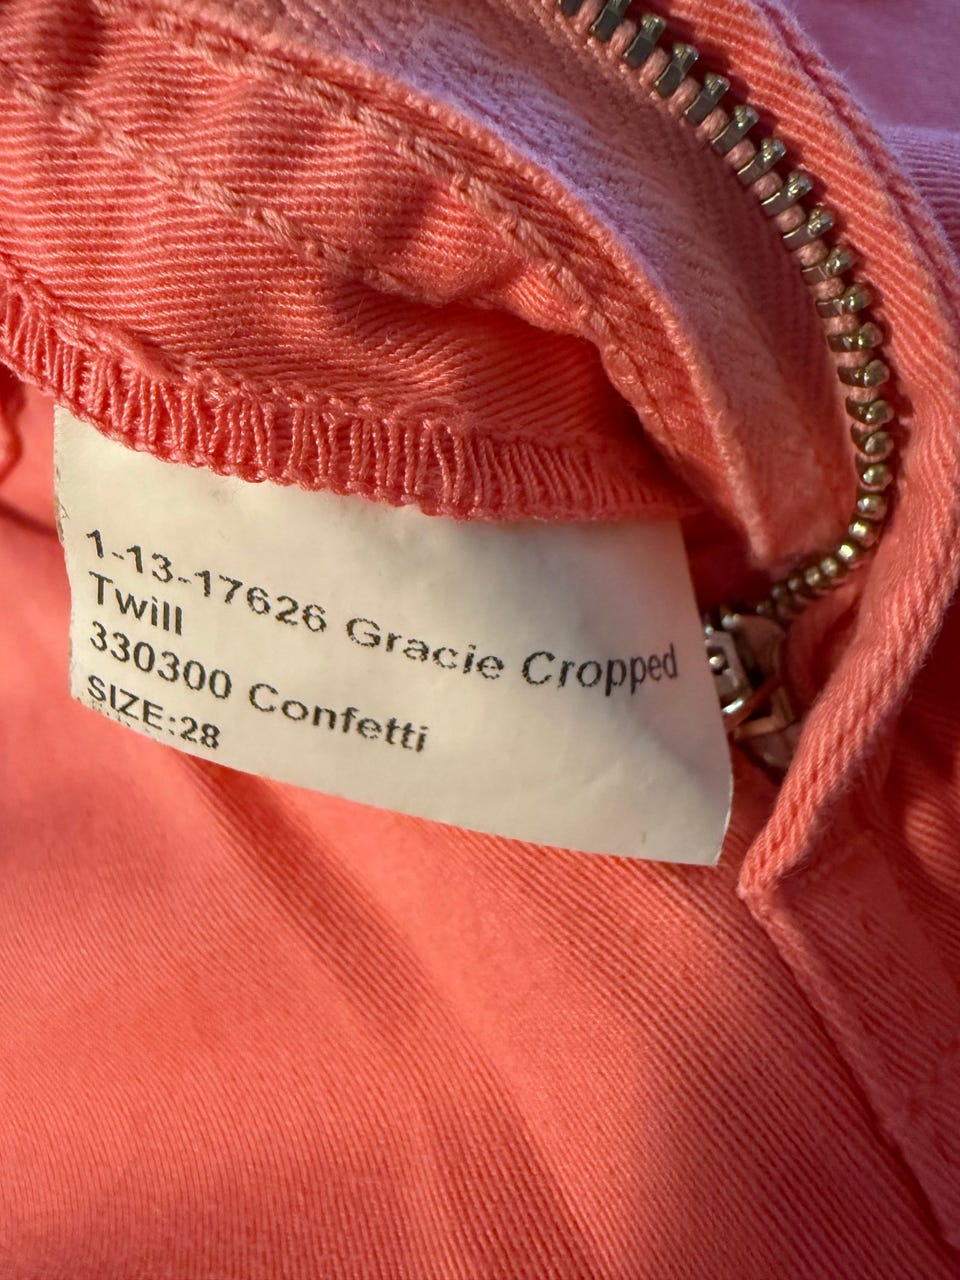 1-13-17626 Gracie Cropped
Twill
330300 Confetti
SIZE:28